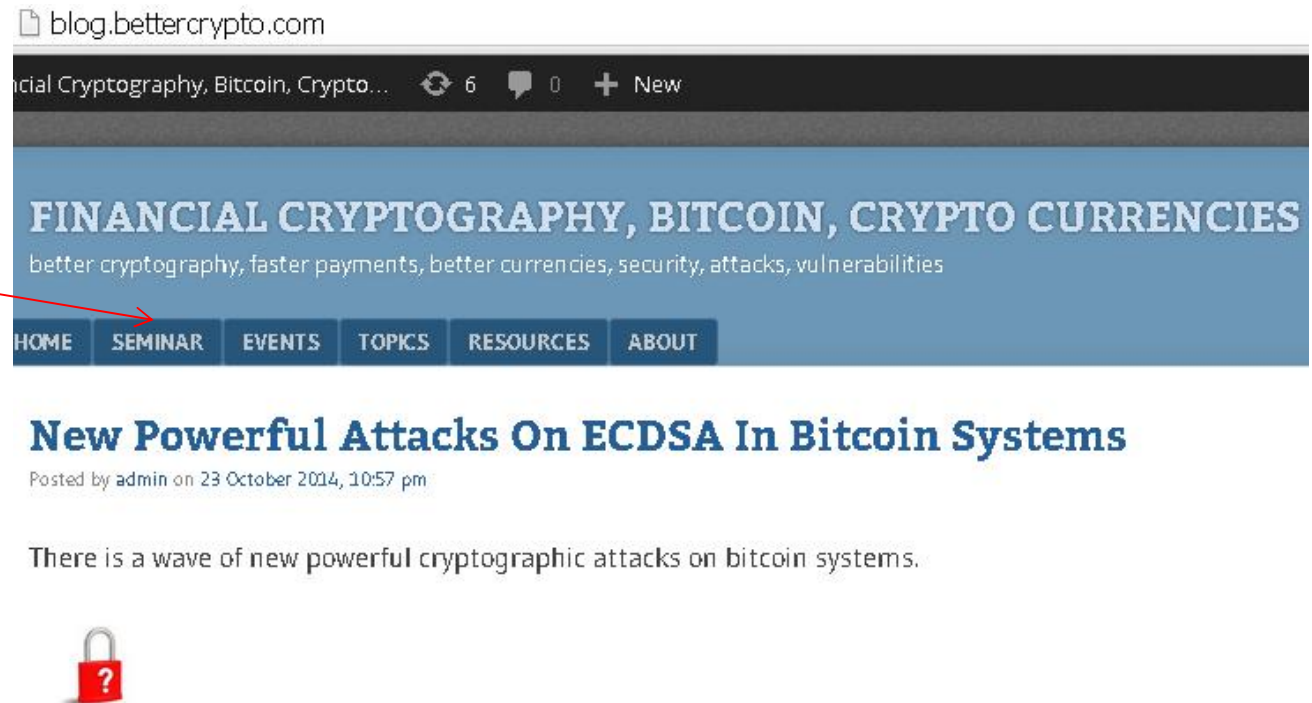 blog.bettercrypto.com
ncial Cryptography, Bitcoin, Crypto... 6 0 + New
FINANCIAL CRYPTOGRAPHY, BITCOIN, CRYPTO CURRENCIES
better cryptography, faster payments, better currencies, security, attacks, vulnerabilities
HOME SEMINAR EVENTS TOPICS RESOURCES ABOUT
New Powerful Attacks On ECDSA In Bitcoin Systems
Posted by admin on 23 October 2014, 10:57 pm
There is a wave of new powerful cryptographic attacks on bitcoin systems.
?